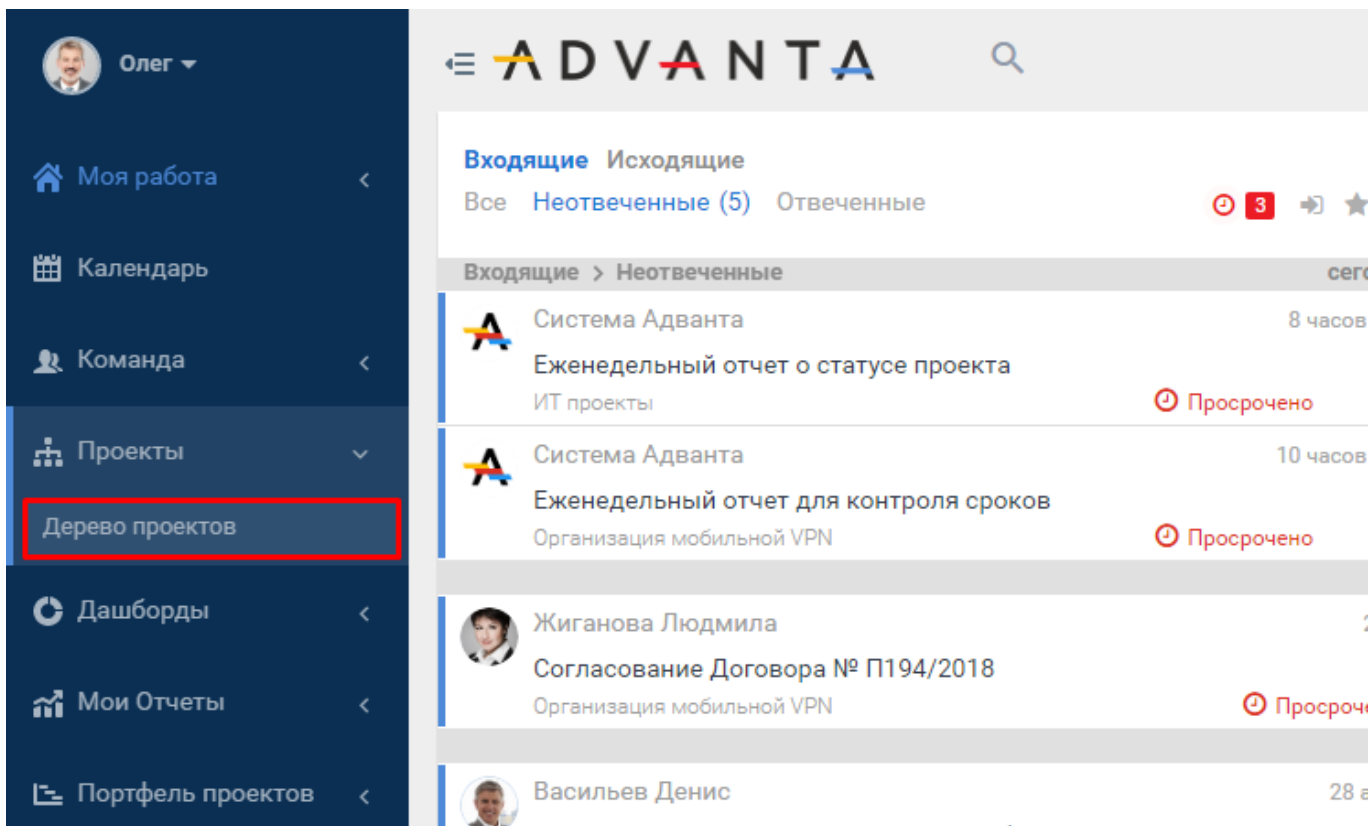 Олег
ADVANTA
Моя работа
Календарь
Команда
Проекты
Дерево проектов
Дашборды
Мои Отчеты
Портфель проектов
Входящие Исходящие
Все Неотвеченные (5) Отвеченные 3
Входящие > Неотвеченные
Система Адванта 8 часов
Еженедельный отчет о статусе проекта
ИТ проекты Просрочено
Система Адванта 10 часов
Еженедельный отчет для контроля сроков
Организация мобильной VPN Просрочено
Жиганова Людмила
Согласование Договора № П194/2018
Организация мобильной VPN
Васильев Денис 28